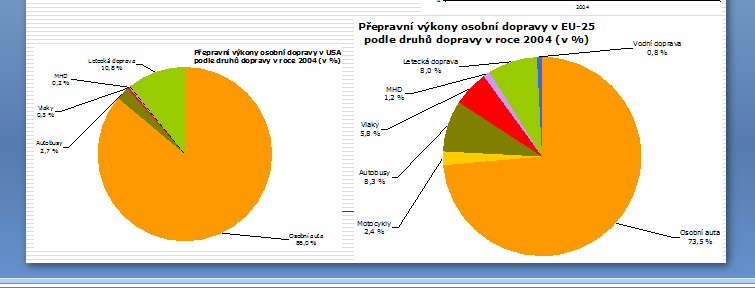 2004
Přepravní výkony osobní dopravy v USA
podle druhů dopravy v roce 2004 (v %)
Letecká doprava
10,8 %
MHD
0,2 %
Vlaky
0,3 %
Autobusy
2,7 %
Osobní auta
86,0 %
Přepravní výkony osobní dopravy v EU-25
podle druhů dopravy v roce 2004 (v %)
Vodní doprava
0,8 %
Letecká doprava
8,0 %
MHD
1,2 %
Vlaky
5,8 %
Autobusy
8,3 %
Motocykly
2,4 %
Osobní auta
73,5 %